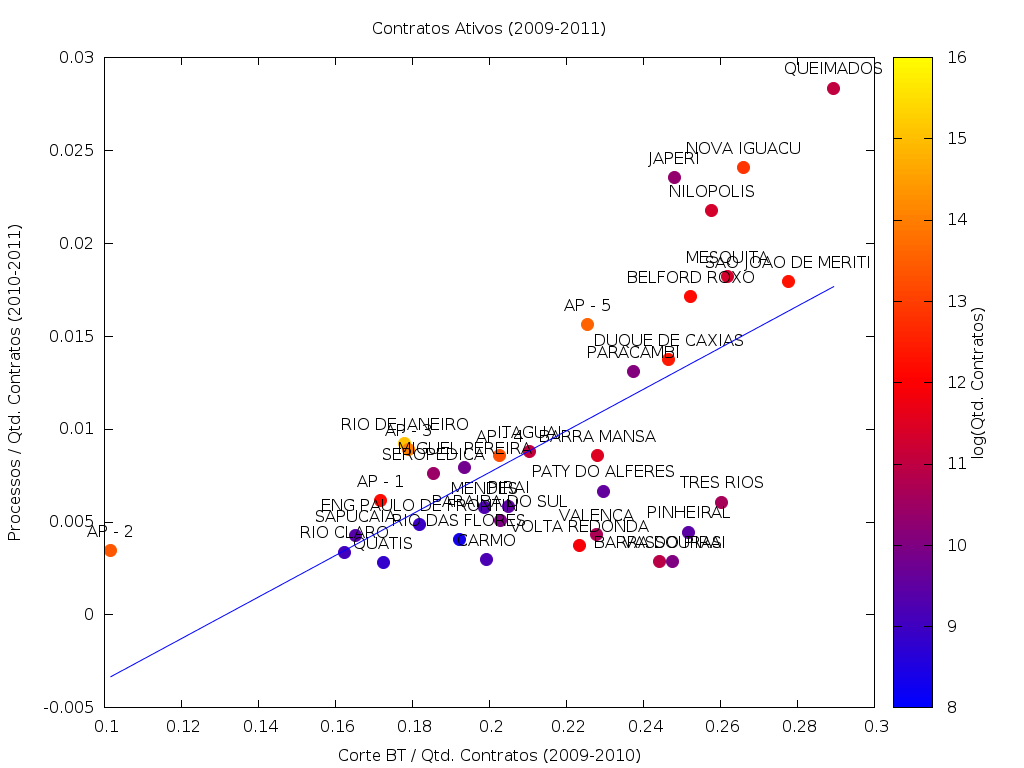 Contratos Ativos (2009-2011)
0.03
0.025
0.02
0.015
0.01
0.005
0
-0.005
Processos / Qtd. Contratos (2010-2011)
QUEIMADOS
NOVA IGUACU
JAPERI
NILOPOLIS
MESQUITA
SAO JOAO DE MERITI
BELFORD ROXO
AP - 5
DUQUE DE CAXIAS
PARACAMBI
RIO DE JANEIRO
AP - 3
ITAGUAI
AP - 4
BARRA MANSA
MIGUEL PEREIRA
SEROPEDICA
PATY DO ALFERES
AP - 1
TRES RIOS
MENDES
PIRAI
PARAIBA DO SUL
ENG PAULO DE FRONTIN
SAPUCAIA
RIO DAS FLORES
VALENCA
PINHEIRAL
VOLTA REDONDA
AP - 2
RIO CLARO
QUATIS
CARMO
BARRA DO PIRAI
VASSOURAS
0.1 0.12 0.14 0.16 0.18 0.2 0.22 0.24 0.26 0.28 0.3
Corte BT / Qtd. Contratos (2009-2010)
16
15
14
13
12
11
10
9
8
log(Qtd. Contratos)